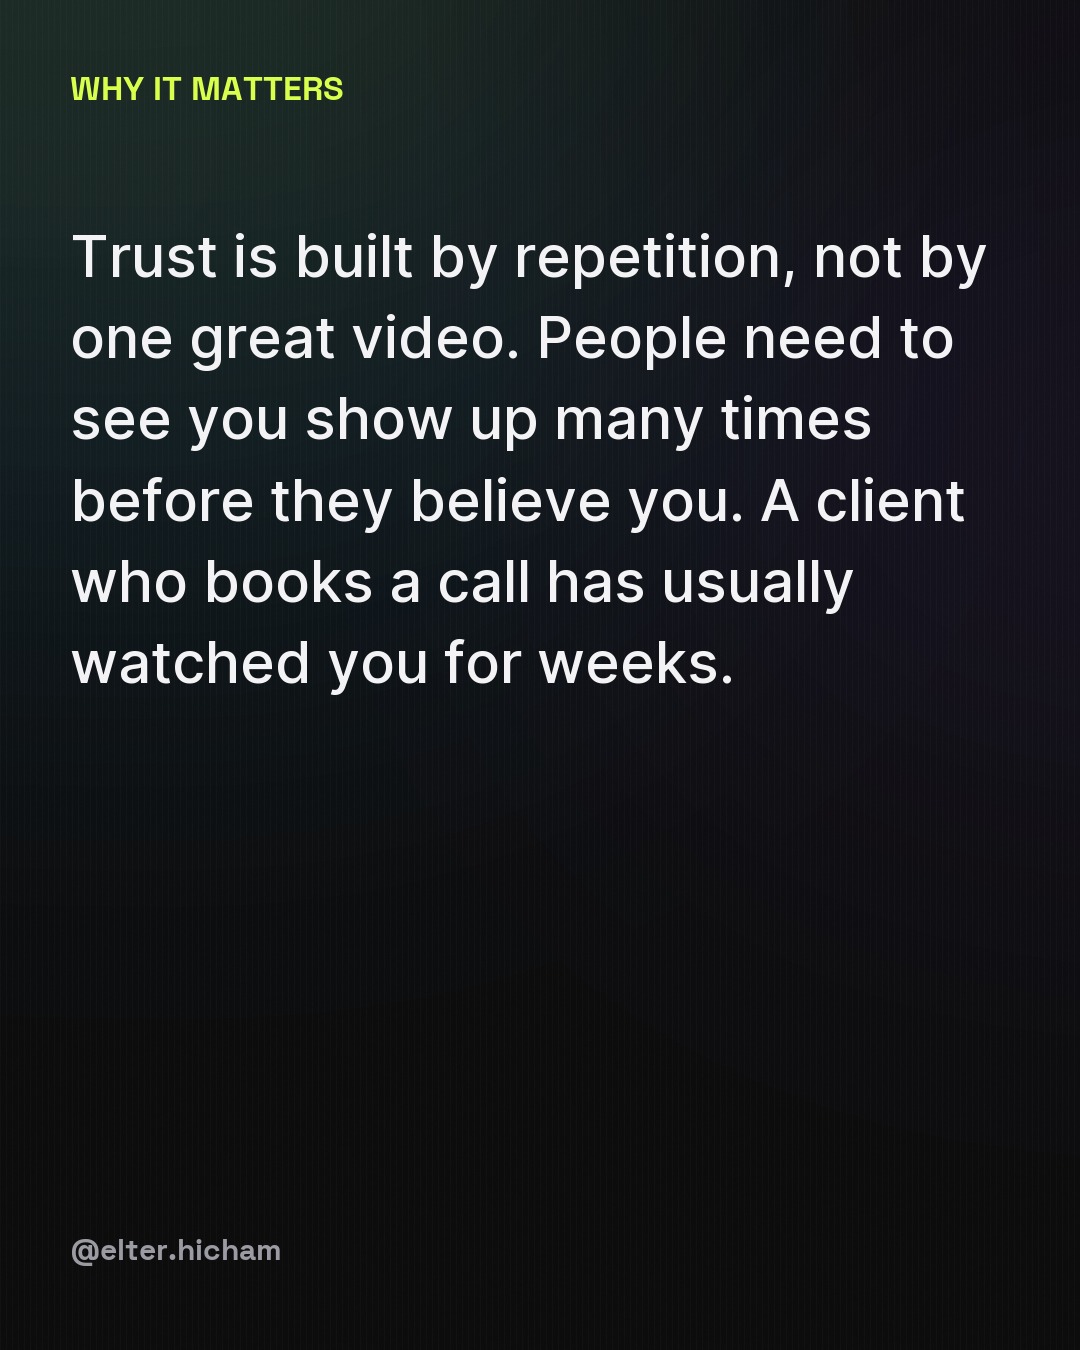 WHY IT MATTERS
Trust is built by repetition, not by
one great video. People need to
see you show up many times
before they believe you. A client
who books a call has usually
watched you for weeks.
@elter.hicham